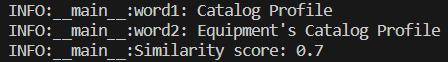 INFO:__main__:word1: Catalog Profile
INFO:__main__:word2: Equipment's Catalog Profile
INFO:__main__:Similarity score: 0.7